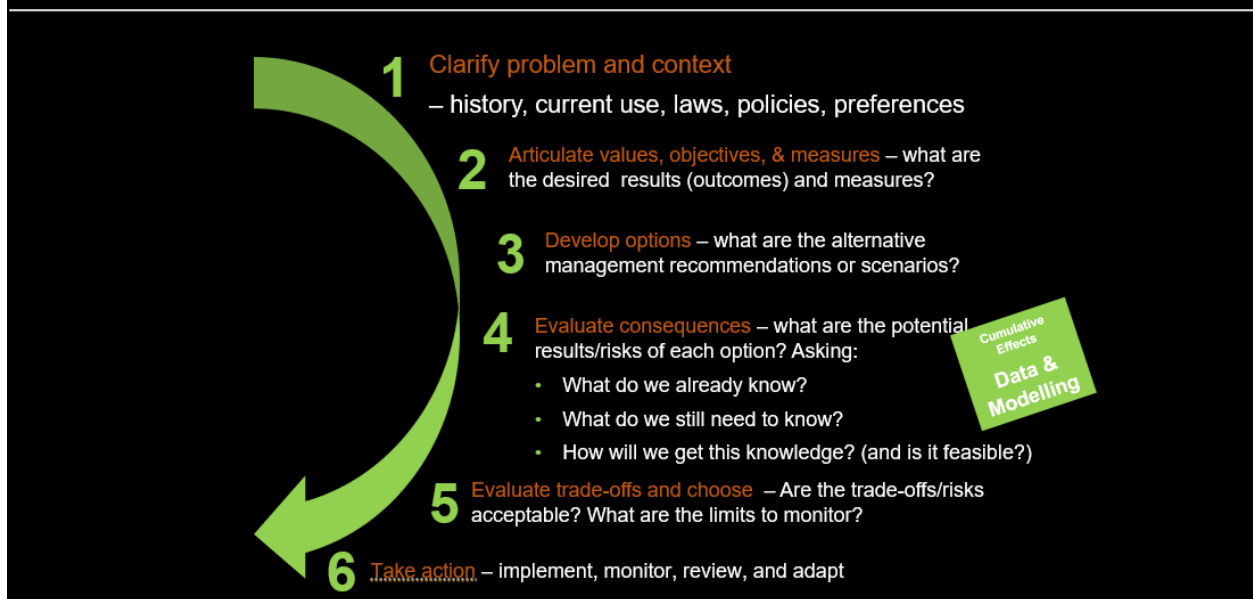 1
Clarify problem and context
– history, current use, laws, policies, preferences
2
Articulate values, objectives, & measures – what are
the desired results (outcomes) and measures?
3
Develop options – what are the alternative
management recommendations or scenarios?
4
Evaluate consequences – what are the potential
results/risks of each option? Asking:
• What do we already know?
• What do we still need to know?
• How will we get this knowledge? (and is it feasible?)
Cumulative
Effects
Data &
Modelling
5
Evaluate trade-offs and choose – Are the trade-offs/risks
acceptable? What are the limits to monitor?
6
Take action – implement, monitor, review, and adapt